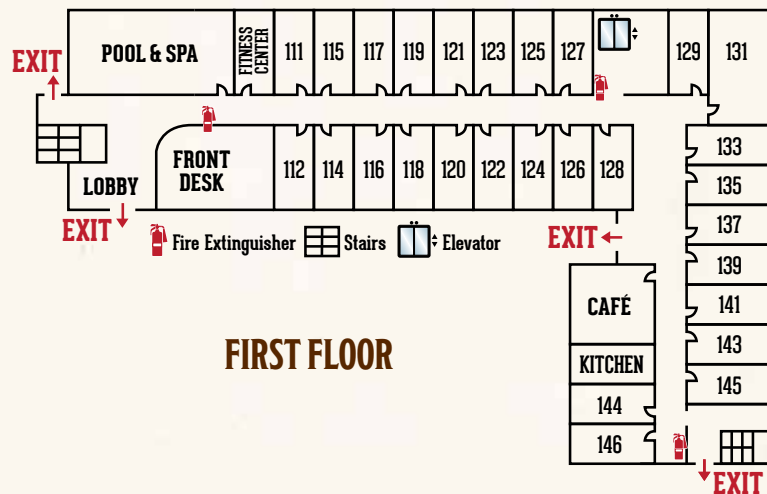 POOL & SPA
FITNESS
CENTER
111
115
117
119
121
123
125
127
129
131
EXIT
FRONT
DESK
112
114
116
118
120
122
124
126
128
133
135
137
139
141
143
145
LOBBY
EXIT
Fire Extinguisher
Stairs
Elevator
EXIT
CAFÉ
KITCHEN
144
146
FIRST FLOOR
EXIT